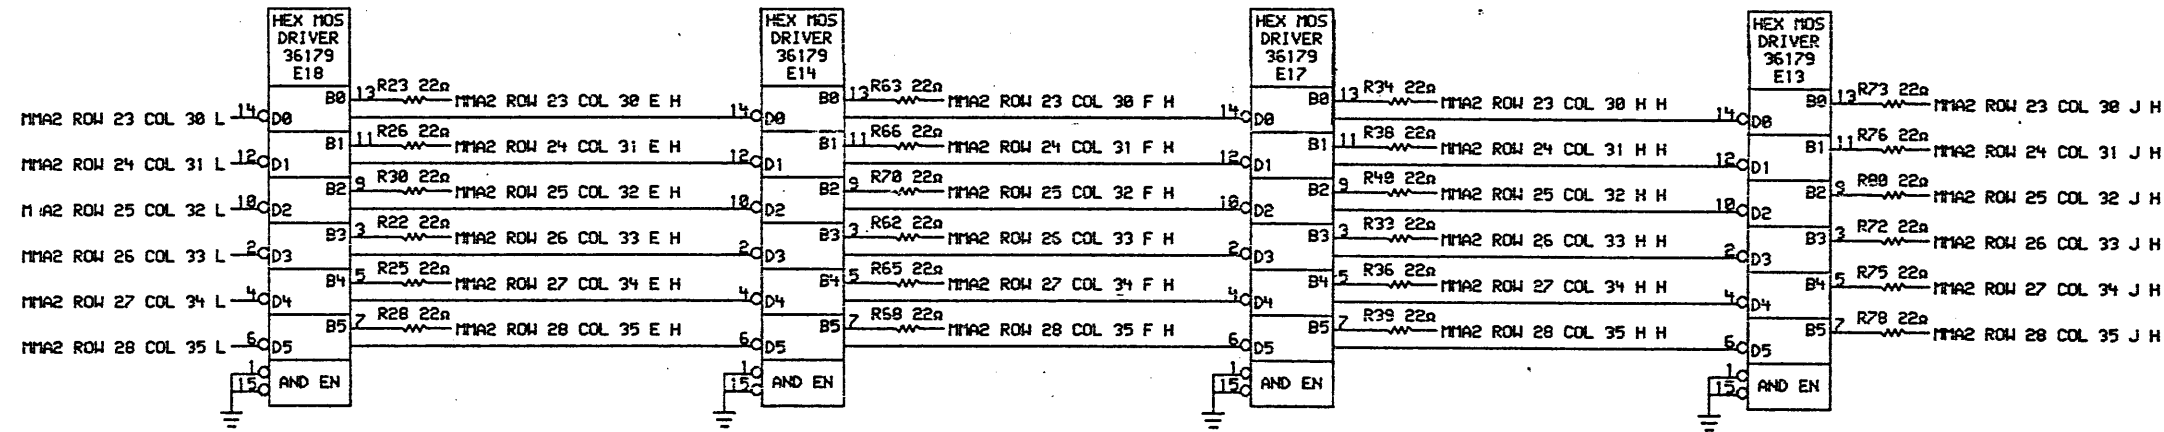 HEX MOS DRIVER 36179 E18
HEX MOS DRIVER 36179 E14
HEX MOS DRIVER 36179 E17
HEX MOS DRIVER 36179 E13
MMA2 ROW 23 COL 30 L 14 D0 B0 13 R23 22Ω MMA2 ROW 23 COL 30 E H 14 D0 B0 13 R63 22Ω MMA2 ROW 23 COL 30 F H 14 D0 B0 13 R34 22Ω MMA2 ROW 23 COL 30 H H 14 D0 B0 13 R73 22Ω MMA2 ROW 23 COL 30 J H
MMA2 ROW 24 COL 31 L 12 D1 B1 11 R26 22Ω MMA2 ROW 24 COL 31 E H 12 D1 B1 11 R66 22Ω MMA2 ROW 24 COL 31 F H 12 D1 B1 11 R38 22Ω MMA2 ROW 24 COL 31 H H 12 D1 B1 11 R76 22Ω MMA2 ROW 24 COL 31 J H
ROW 25 COL 32 L 10 D2 B2 9 R30 22Ω MMA2 ROW 25 COL 32 E H 10 D2 B2 9 R70 22Ω MMA2 ROW 25 COL 32 F H 10 D2 B2 9 R40 22Ω MMA2 ROW 25 COL 32 H H 10 D2 B2 9 R80 22Ω MMA2 ROW 25 COL 32 J H
MMA2 ROW 26 COL 33 L 2 D3 B3 3 R22 22Ω MMA2 ROW 26 COL 33 E H 2 D3 B3 3 R62 22Ω MMA2 ROW 26 COL 33 F H 2 D3 B3 3 R33 22Ω MMA2 ROW 26 COL 33 H H 2 D3 B3 3 R72 22Ω MMA2 ROW 26 COL 33 J H
MMA2 ROW 27 COL 34 L 4 D4 B4 5 R25 22Ω MMA2 ROW 27 COL 34 E H 4 D4 B4 5 R65 22Ω MMA2 ROW 27 COL 34 F H 4 D4 B4 5 R36 22Ω MMA2 ROW 27 COL 34 H H 4 D4 B4 5 R75 22Ω MMA2 ROW 27 COL 34 J H
MMA2 ROW 28 COL 35 L 6 D5 B5 7 R28 22Ω MMA2 ROW 28 COL 35 E H 6 D5 B5 7 R68 22Ω MMA2 ROW 28 COL 35 F H 6 D5 B5 7 R39 22Ω MMA2 ROW 28 COL 35 H H 6 D5 B5 7 R78 22Ω MMA2 ROW 28 COL 35 J H
1 15 AND EN 1 15 AND EN 1 15 AND EN 1 15 AND EN